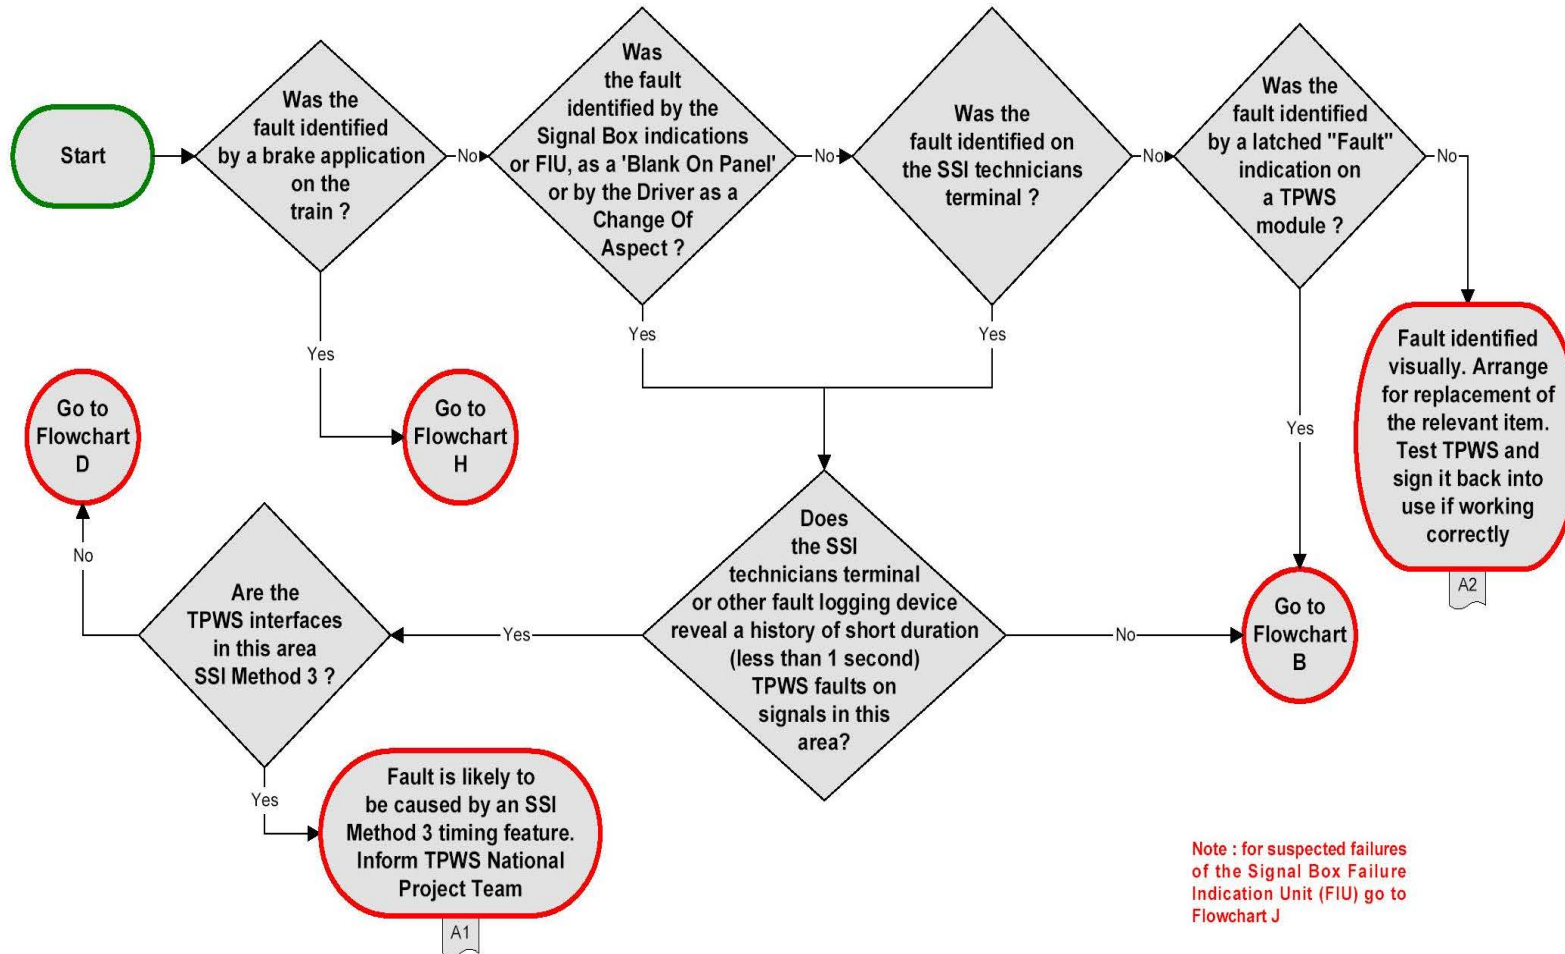 Start
Was the
fault identified
by a brake application
on the
train ?
No
Was
the fault
identified by the
Signal Box indications
or FIU, as a 'Blank On Panel'
or by the Driver as a
Change Of
Aspect ?
No
Was the
fault identified on
the SSI technicians
terminal ?
No
Was the
fault identified
by a latched "Fault"
indication on
a TPWS
module ?
No
Yes
Yes
Yes
Yes
Fault identified
visually. Arrange
for replacement of
the relevant item.
Test TPWS and
sign it back into
use if working
correctly
A2
Go to
Flowchart
D
Go to
Flowchart
H
No
Are the
TPWS interfaces
in this area
SSI Method 3 ?
Yes
Does
the SSI
technicians terminal
or other fault logging device
reveal a history of short duration
(less than 1 second)
TPWS faults on
signals in this
area?
No
Go to
Flowchart
B
Yes
Fault is likely to
be caused by an SSI
Method 3 timing feature.
Inform TPWS National
Project Team
A1
Note : for suspected failures
of the Signal Box Failure
Indication Unit (FIU) go to
Flowchart J